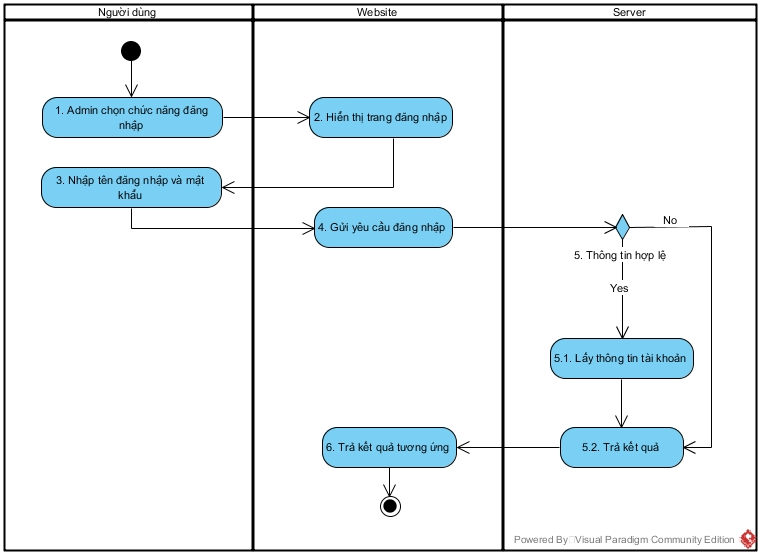 Người dùng
Website
Server
1. Admin chọn chức năng đăng
nhập
2. Hiển thị trang đăng nhập
3. Nhập tên đăng nhập và mật
khẩu
4. Gửi yêu cầu đăng nhập
No
5. Thông tin hợp lệ
Yes
5.1. Lấy thông tin tài khoản
6. Trả kết quả tương ứng
5.2. Trả kết quả
Powered By Visual Paradigm Community Edition